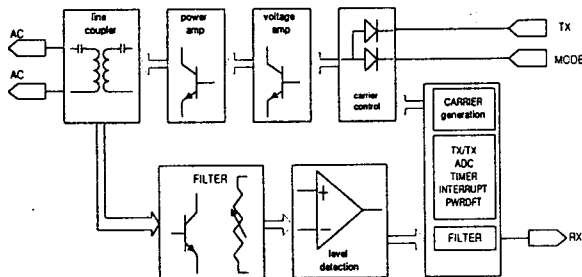 AC
AC
line
coupler
power
amp
voltage
amp
carrier
control
TX
MODE
CARRIER
generation
TX/TX
ADC
TIMER
INTERRUPT
PWRDFT
FILTER
RX
FILTER
level
detection